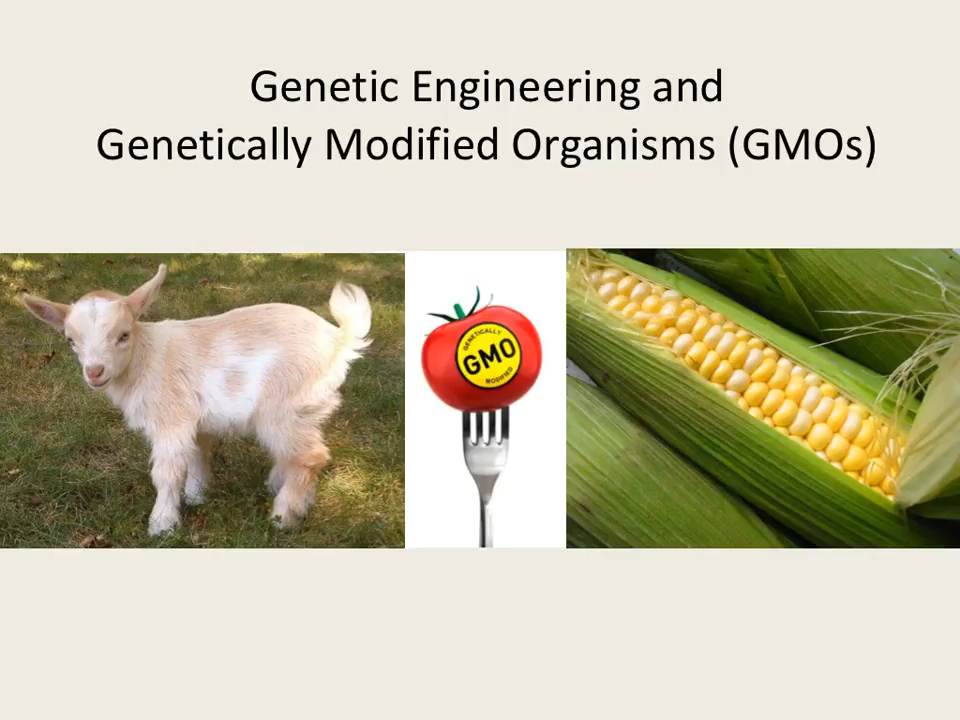 Genetic Engineering and
Genetically Modified Organisms (GMOs)
GENETICALLY
GMO
MODIFIED